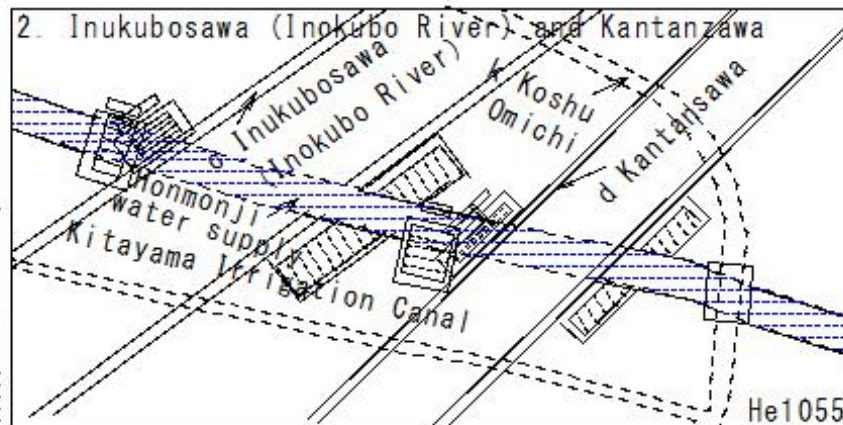 2. Inukubosawa (Inokubo River) and Kantanzawa
o Inukubosawa
(Inokubo River)
k Koshu
Omichi
d Kantansawa
Honmonji
water supply
Kitayama Irrigation Canal
He1055